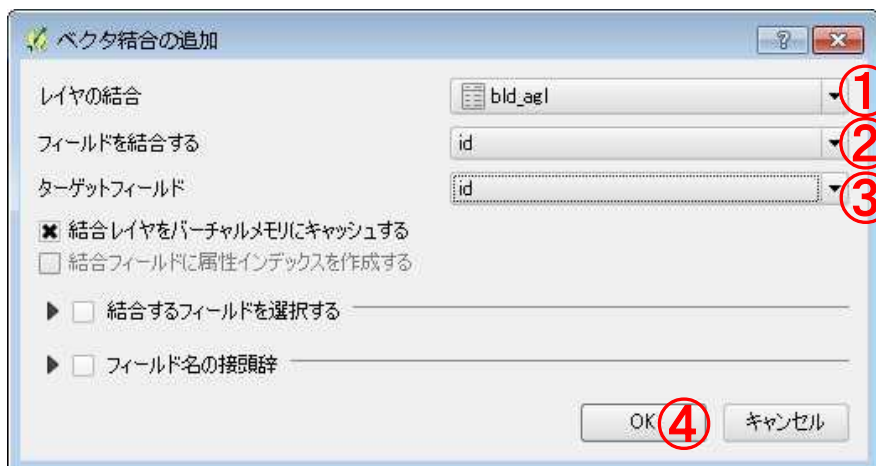 ベクタ結合の追加
レイヤの結合 bld_agl ①
フィールドを結合する id ②
ターゲットフィールド id ③
結合レイヤをバーチャルメモリにキャッシュする
結合フィールドに属性インデックスを作成する
結合するフィールドを選択する
フィールド名の接頭辞
OK ④ キャンセル